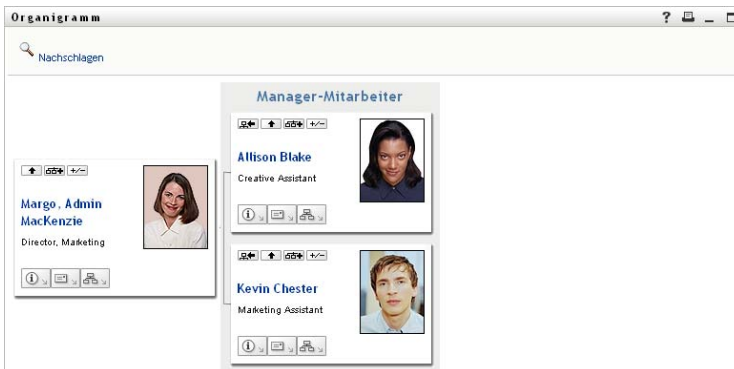 Organigramm
Nachschlagen
Manager-Mitarbeiter
Margo, Admin
MacKenzie
Director, Marketing
Allison Blake
Creative Assistant
Kevin Chester
Marketing Assistant